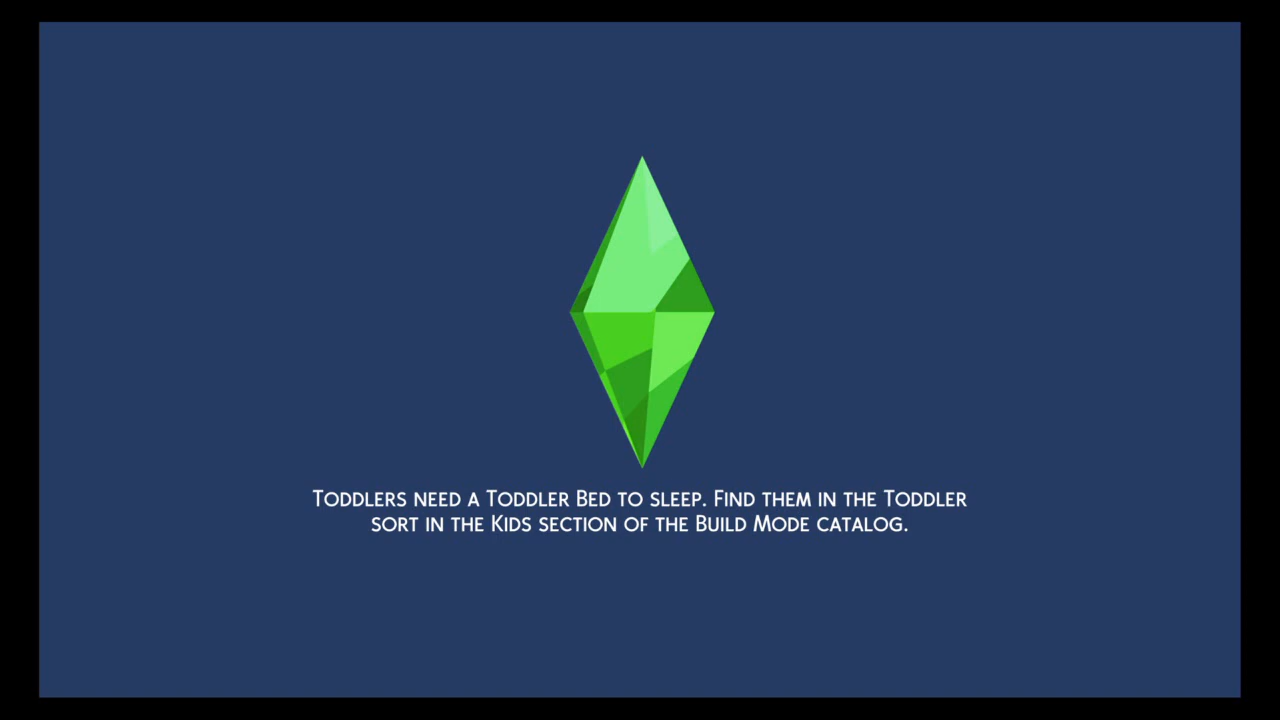 Toddlers need a Toddler Bed to sleep. Find them in the Toddler
sort in the Kids section of the Build Mode catalog.